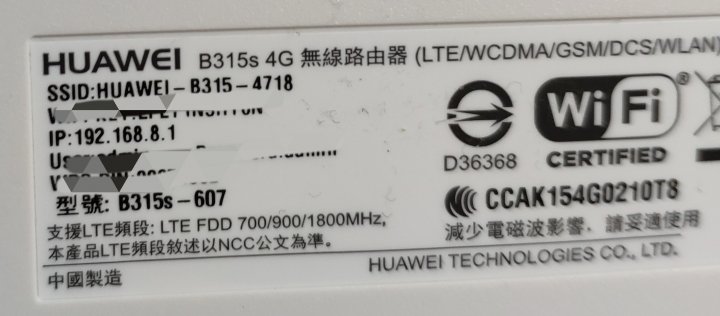 HUAWEI B315s 4G 無線路由器 (LTE/WCDMA/GSM/DCS/WLAN)
SSID:HUAWEI-B315-4718
IP:192.168.8.1
型號: B315s-607
支援LTE頻段: LTE FDD 700/900/1800MHz,
本產品LTE頻段敘述以NCC公文為準。
中國製造
D36368
Wi Fi
®
CERTIFIED
CCAK154G0210T8
減少電磁波影響, 請妥適使用
HUAWEI TECHNOLOGIES CO., LTD.